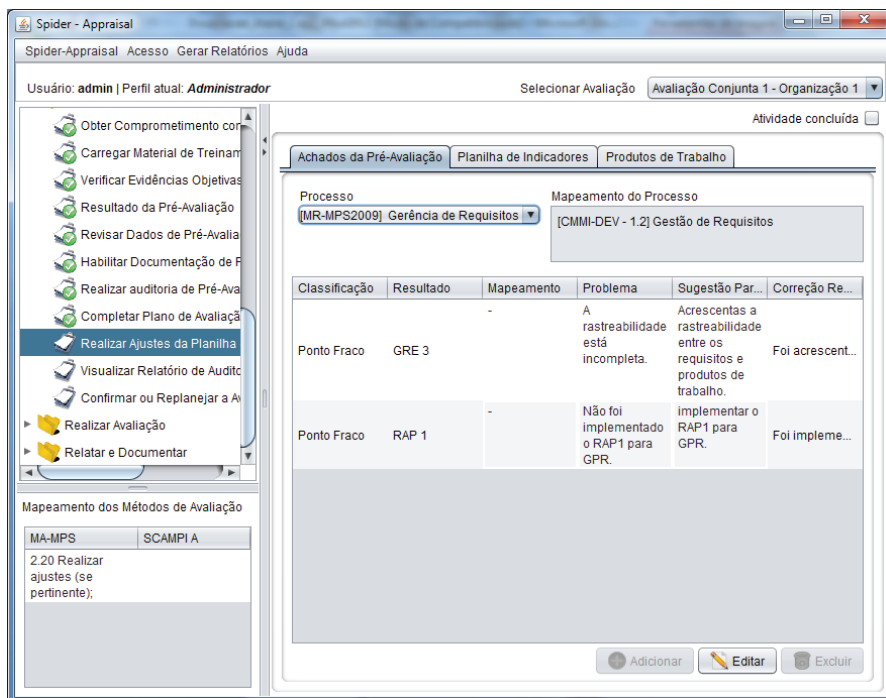 Spider - Appraisal
Spider-Appraisal Acesso Gerar Relatórios Ajuda
Usuário: admin | Perfil atual: Administrador
Selecionar Avaliação
Avaliação Conjunta 1 - Organização 1
Atividade concluída
Obter Comprometimento com
Carregar Material de Treinam
Verificar Evidências Objetivas
Resultado da Pré-Avaliação
Revisar Dados de Pré-Avalia
Habilitar Documentação de
Realizar auditoria de Pré-Ava
Completar Plano de Avaliaçã
Realizar Ajustes da Planilha
Visualizar Relatório de Audito
Confirmar ou Replanejar a Av
Realizar Avaliação
Relatar e Documentar
Mapeamento dos Métodos de Avaliação
MA-MPS SCAMPI A
2.20 Realizar
ajustes (se
pertinente);
Achados da Pré-Avaliação Planilha de Indicadores Produtos de Trabalho
Processo
[MR-MPS2009] Gerência de Requisitos
Mapeamento do Processo
[CMMI-DEV - 1.2] Gestão de Requisitos
Classificação Resultado Mapeamento Problema Sugestão Par... Correção Re...
Ponto Fraco
GRE 3
-
A
rastreabilidade
está
incompleta.
Acrescentas a
rastreabilidade
entre os
requisitos e
produtos de
trabalho.
Foi acrescent...
Ponto Fraco
RAP 1
-
Não foi
implementado
o RAP1 para
GPR.
implementar o
RAP1 para
GPR.
Foi impleme...
Adicionar Editar Excluir